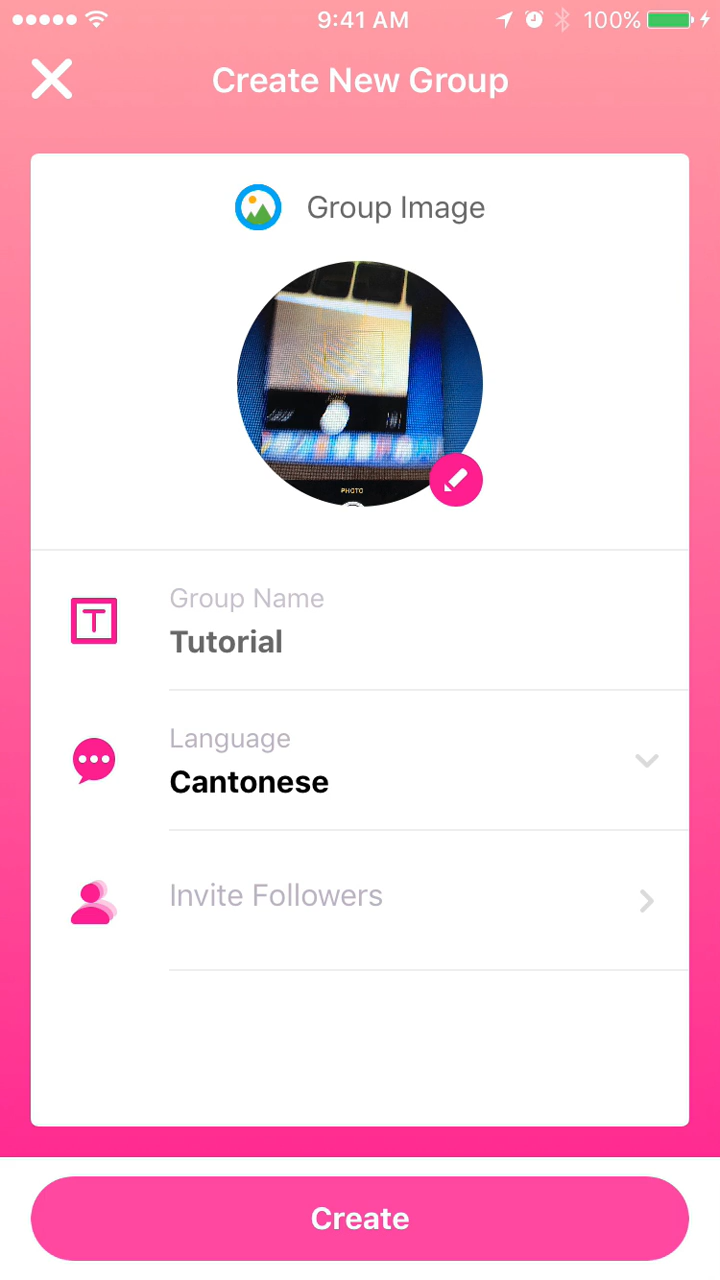 9:41 AM
100%
Create New Group
Group Image
PHOTO
Group Name
Tutorial
Language
Cantonese
Invite Followers
Create